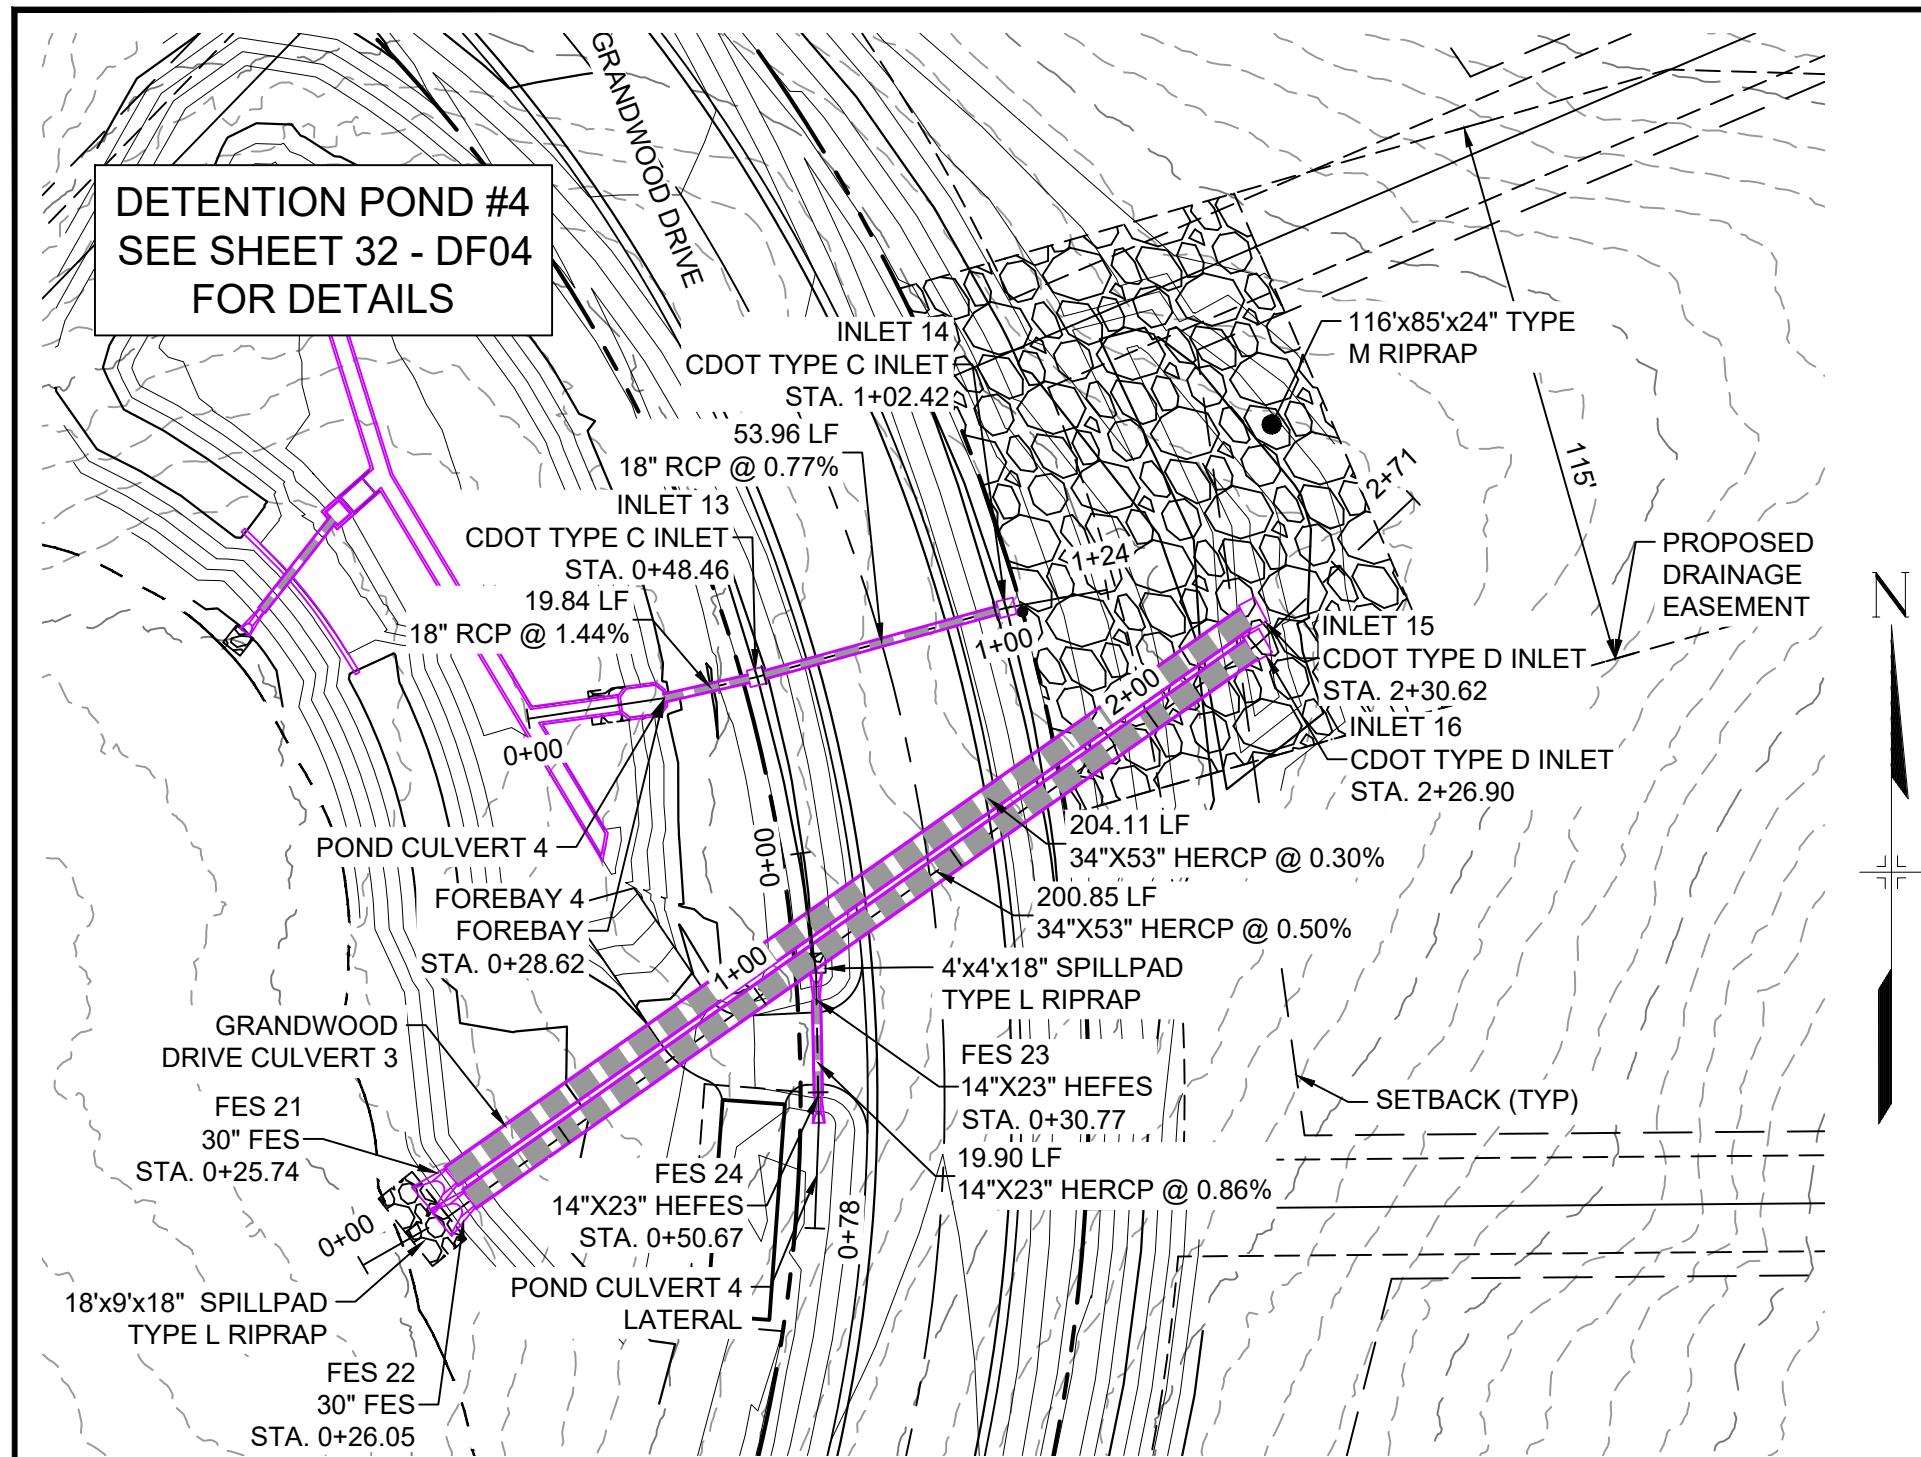 GRANDWOOD DRIVE
DETENTION POND #4
SEE SHEET 32 - DF04
FOR DETAILS
INLET 14
CDOT TYPE C INLET
STA. 1+02.42
53.96 LF
18" RCP @ 0.77%
INLET 13
CDOT TYPE C INLET
STA. 0+48.46
19.84 LF
18" RCP @ 1.44%
116'x85'x24" TYPE
M RIPRAP
115'
2+71
1+24
1+00
2+00
PROPOSED
DRAINAGE
EASEMENT
N
INLET 15
CDOT TYPE D INLET
STA. 2+30.62
INLET 16
CDOT TYPE D INLET
STA. 2+26.90
0+00
POND CULVERT 4
0+00
204.11 LF
34"X53" HERCP @ 0.30%
200.85 LF
34"X53" HERCP @ 0.50%
FOREBAY 4
FOREBAY
STA. 0+28.62
1+00
4'x4'x18" SPILLPAD
TYPE L RIPRAP
GRANDWOOD
DRIVE CULVERT 3
FES 23
14"X23" HEFES
STA. 0+30.77
SETBACK (TYP)
FES 21
30" FES
STA. 0+25.74
19.90 LF
14"X23" HERCP @ 0.86%
FES 24
14"X23" HEFES
STA. 0+50.67
0+78
0+00
POND CULVERT 4
LATERAL
18'x9'x18" SPILLPAD
TYPE L RIPRAP
FES 22
30" FES
STA. 0+26.05